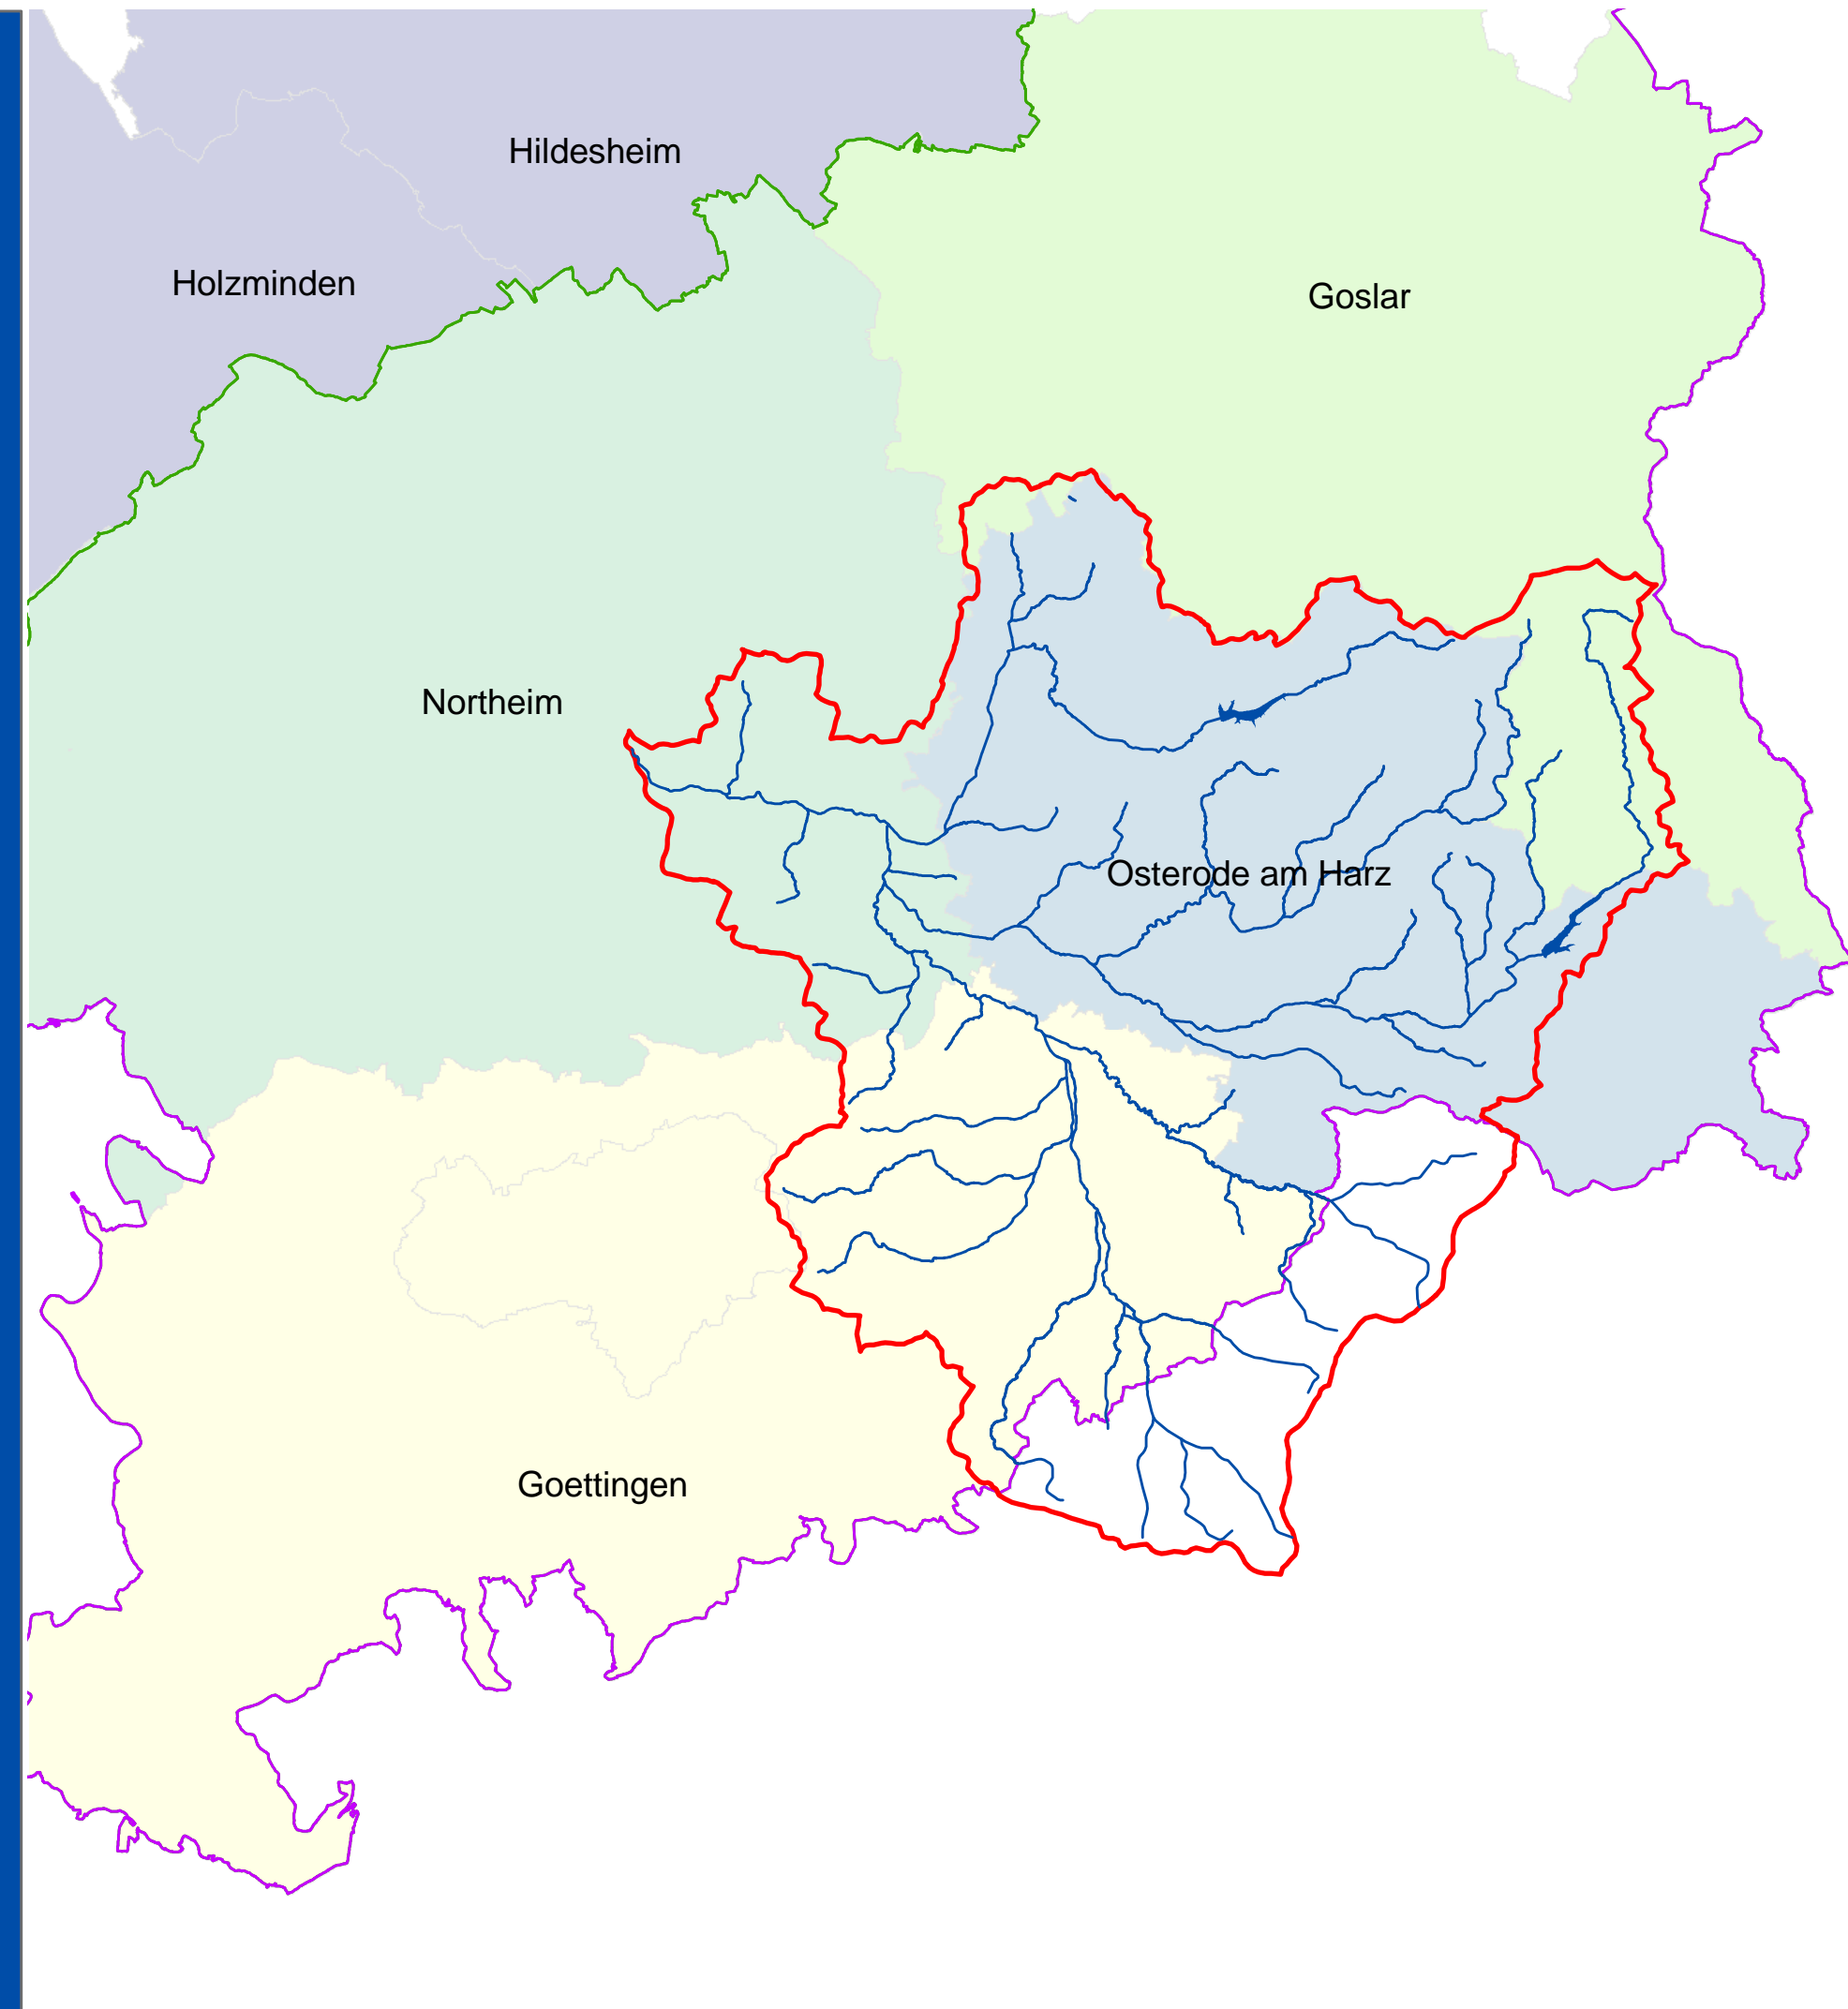 Hildesheim
Holzminden
Goslar
Northeim
Osterode am Harz
Goettingen